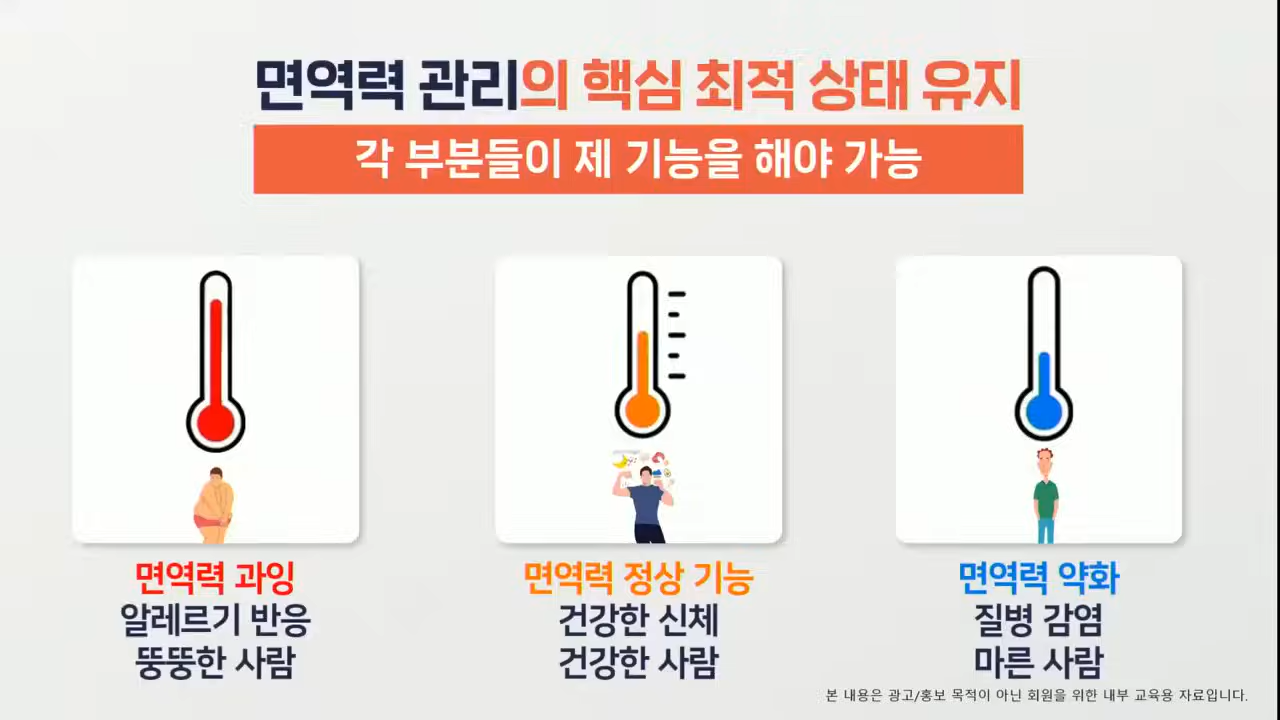 면역력 관리의 핵심 최적 상태 유지
각 부분들이 제 기능을 해야 가능
면역력 과잉
알레르기 반응
뚱뚱한 사람
면역력 정상 기능
건강한 신체
건강한 사람
면역력 약화
질병 감염
마른 사람
본 내용은 광고/홍보 목적이 아닌 회원을 위한 내부 교육용 자료입니다.